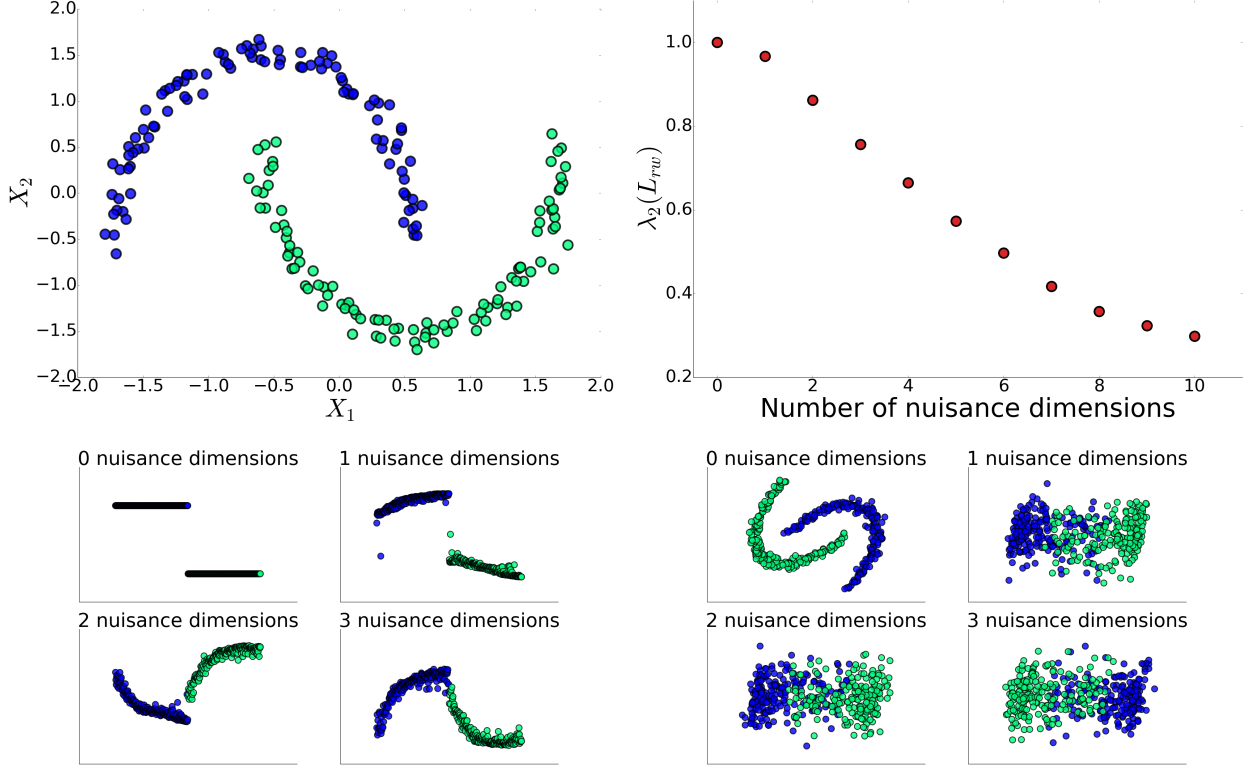 2.0
1.5
1.0
0.5
0.0
−0.5
−1.0
−1.5
−2.0
X₂
−2.0 −1.5 −1.0 −0.5 0.0 0.5 1.0 1.5 2.0
X₁
1.0
0.8
0.6
0.4
0.2
λ₂(L_rw)
0 2 4 6 8 10
Number of nuisance dimensions
0 nuisance dimensions
1 nuisance dimensions
2 nuisance dimensions
3 nuisance dimensions
0 nuisance dimensions
1 nuisance dimensions
2 nuisance dimensions
3 nuisance dimensions